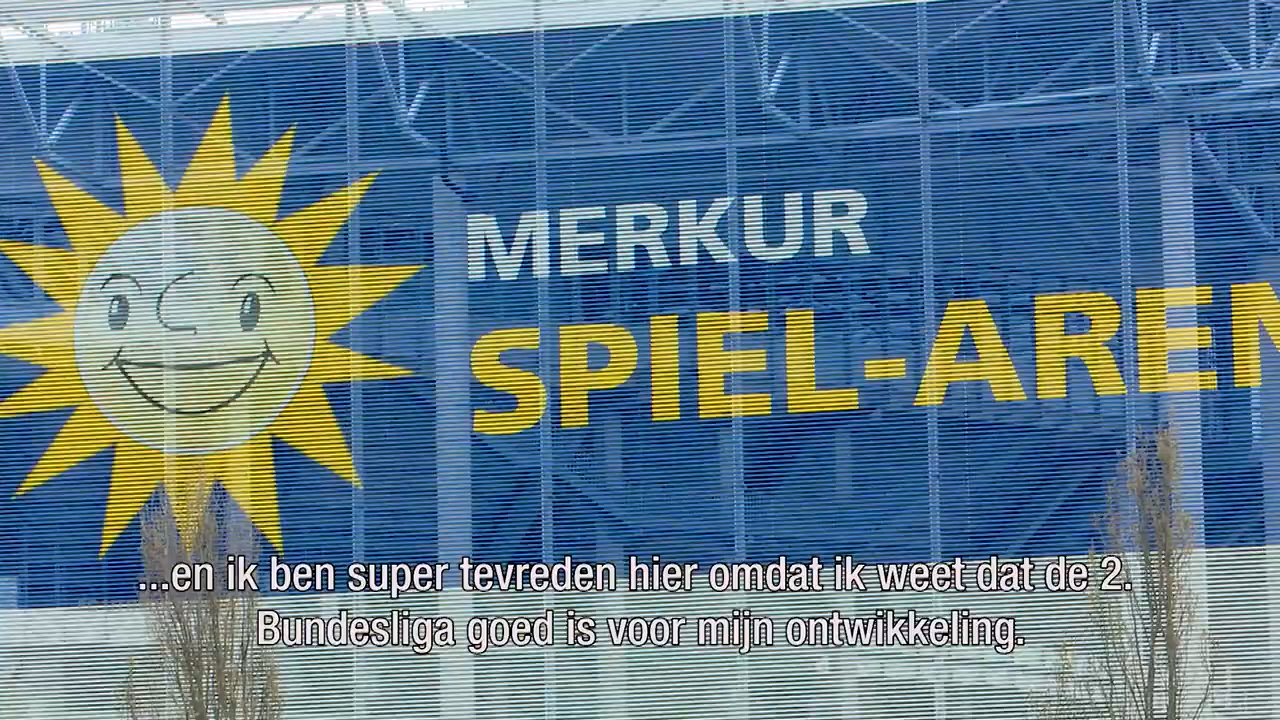 MERKUR
SPIEL-AREN
...en ik ben super tevreden hier omdat ik weet dat de 2.
Bundesliga goed is voor mijn ontwikkeling.